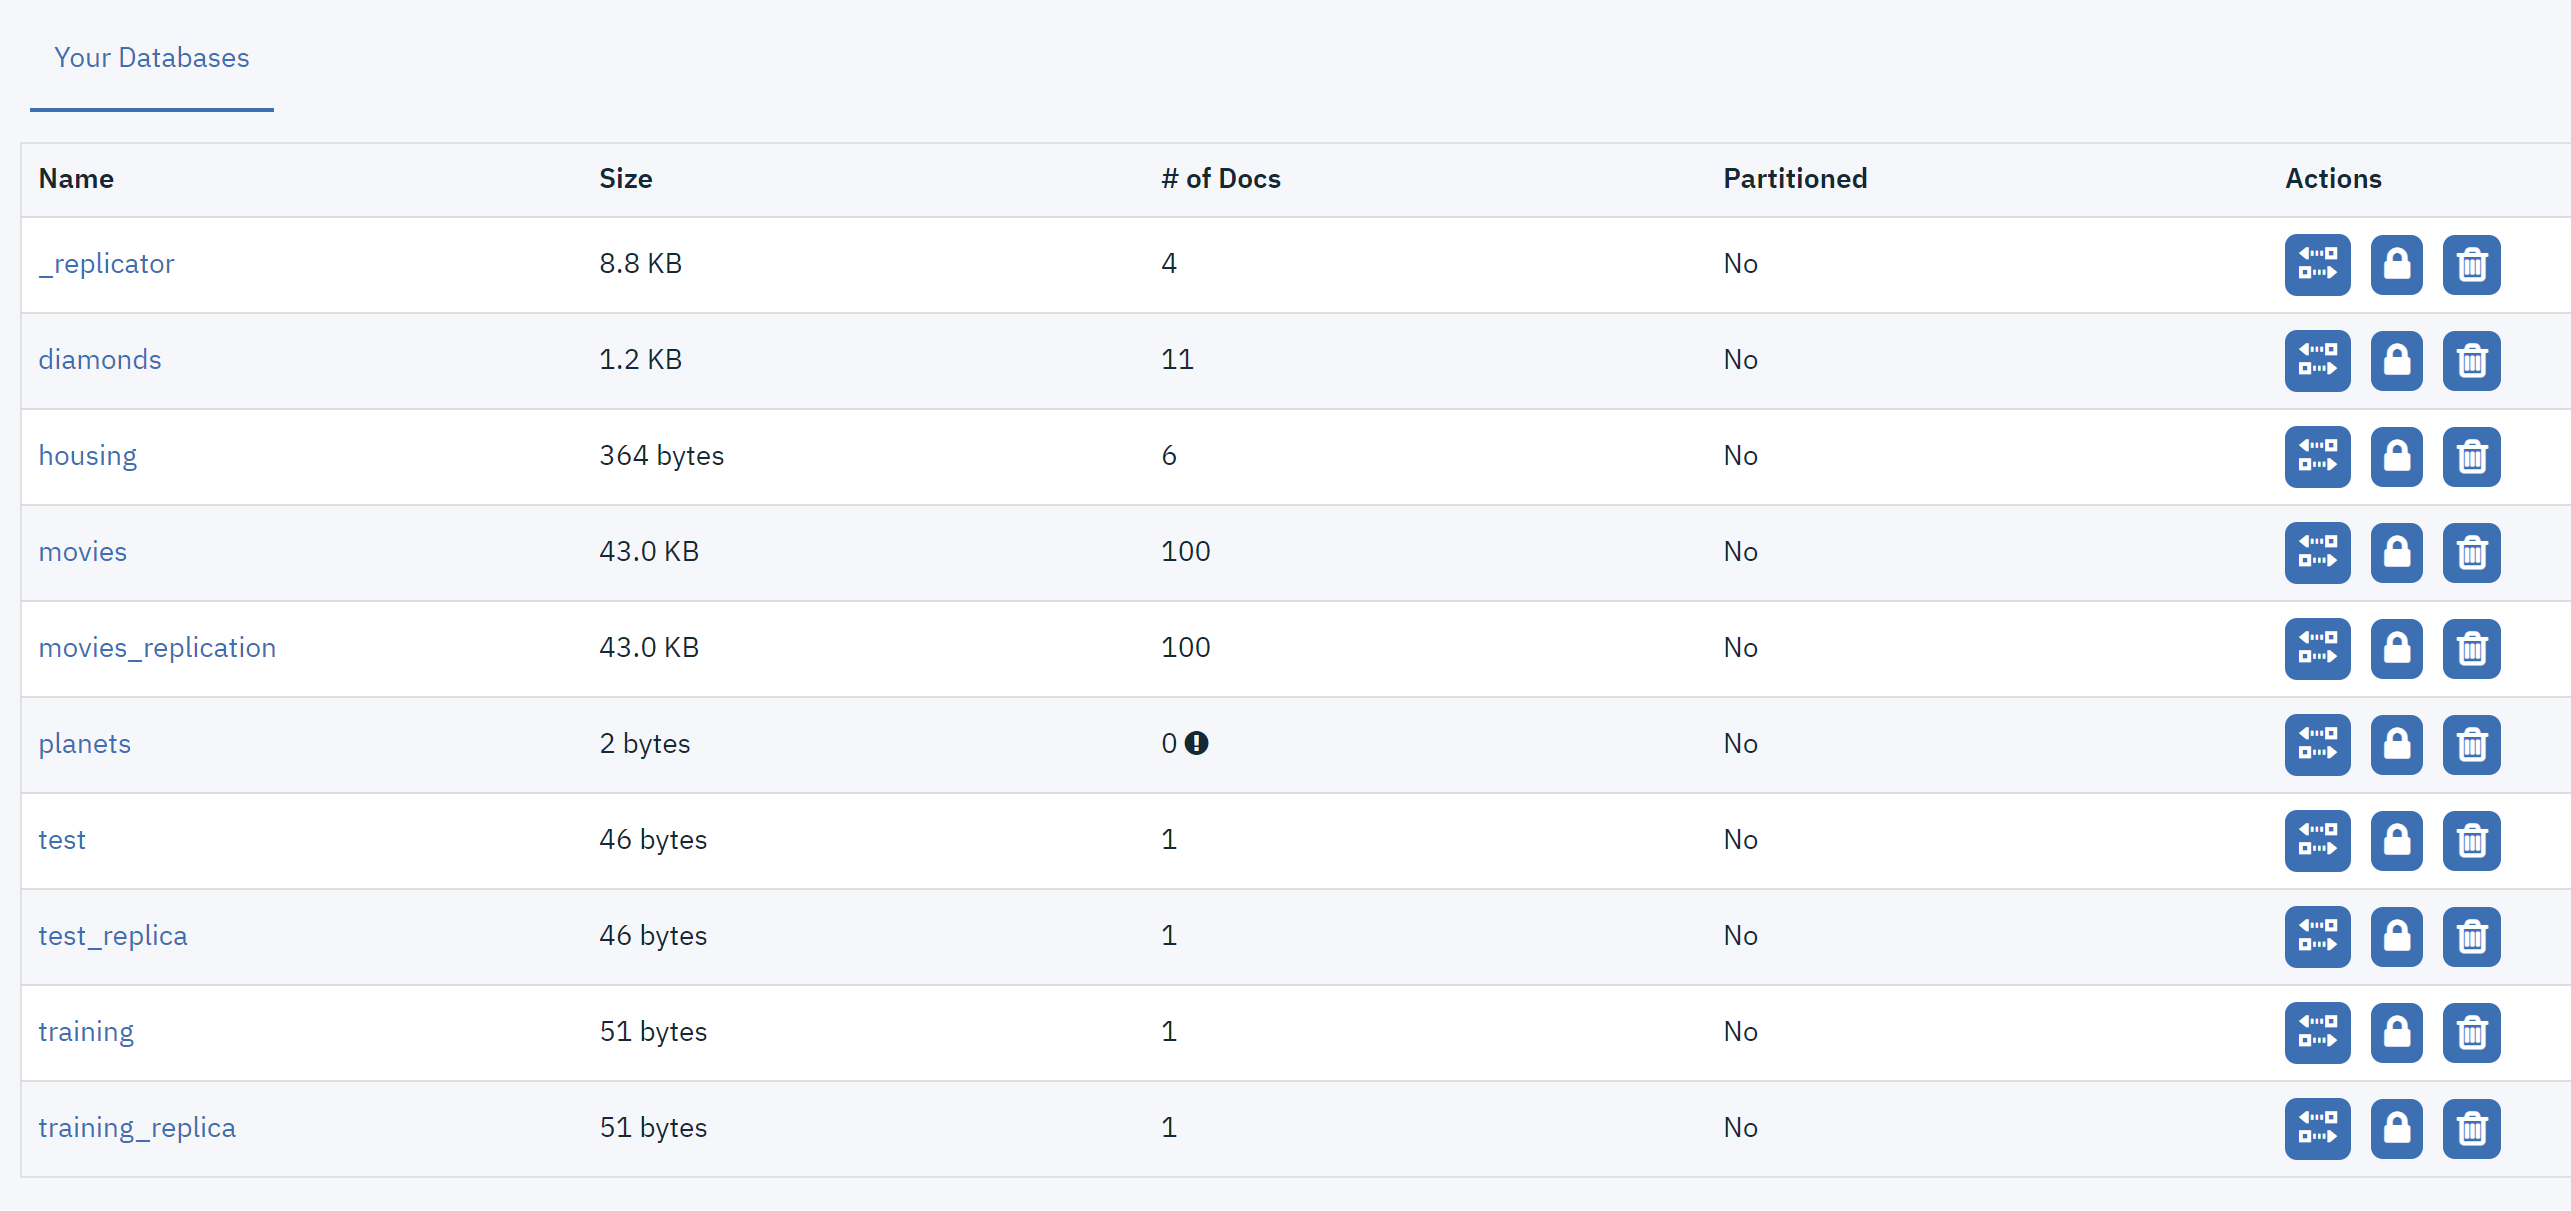 Your Databases
Name Size # of Docs Partitioned Actions
_replicator 8.8 KB 4 No
diamonds 1.2 KB 11 No
housing 364 bytes 6 No
movies 43.0 KB 100 No
movies_replication 43.0 KB 100 No
planets 2 bytes 0 No
test 46 bytes 1 No
test_replica 46 bytes 1 No
training 51 bytes 1 No
training_replica 51 bytes 1 No